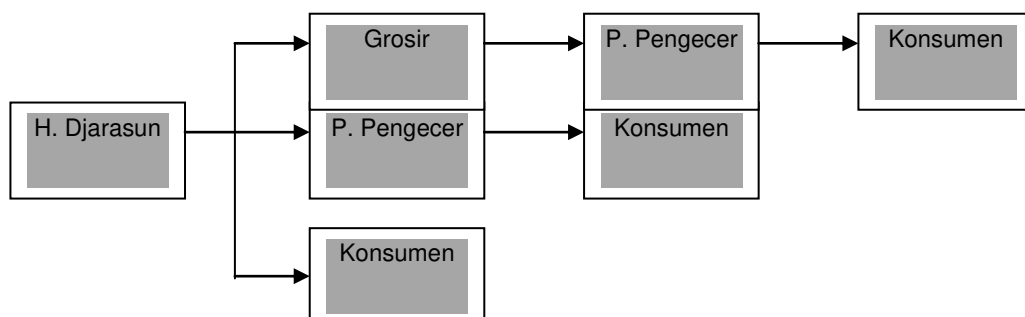 Grosir
P. Pengecer
Konsumen
H. Djarasun
P. Pengecer
Konsumen
Konsumen